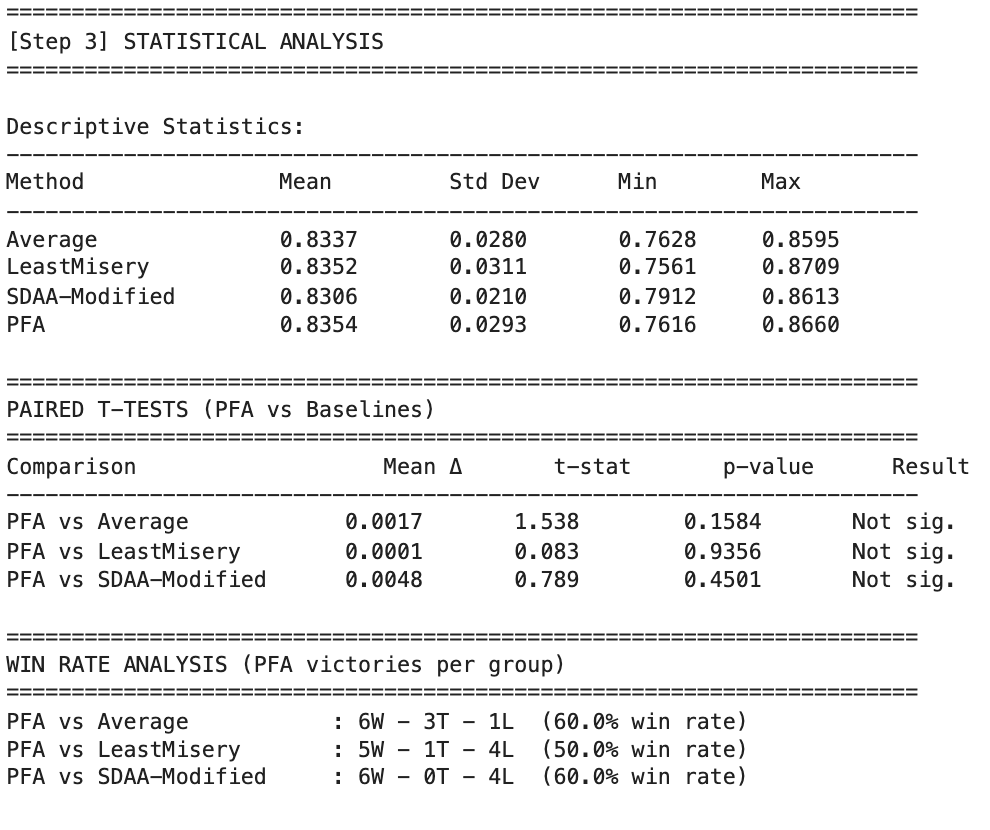 ======================================================================
[Step 3] STATISTICAL ANALYSIS
======================================================================
Descriptive Statistics:
----------------------------------------------------------------------
Method               Mean         Std Dev      Min        Max
----------------------------------------------------------------------
Average              0.8337       0.0280       0.7628     0.8595
LeastMisery          0.8352       0.0311       0.7561     0.8709
SDAA-Modified        0.8306       0.0210       0.7912     0.8613
PFA                  0.8354       0.0293       0.7616     0.8660
======================================================================
PAIRED T-TESTS (PFA vs Baselines)
======================================================================
Comparison                   Mean Δ       t-stat       p-value      Result
----------------------------------------------------------------------
PFA vs Average            0.0017       1.538        0.1584       Not sig.
PFA vs LeastMisery        0.0001       0.083        0.9356       Not sig.
PFA vs SDAA-Modified      0.0048       0.789        0.4501       Not sig.
======================================================================
WIN RATE ANALYSIS (PFA victories per group)
======================================================================
PFA vs Average           : 6W - 3T - 1L  (60.0% win rate)
PFA vs LeastMisery       : 5W - 1T - 4L  (50.0% win rate)
PFA vs SDAA-Modified     : 6W - 0T - 4L  (60.0% win rate)